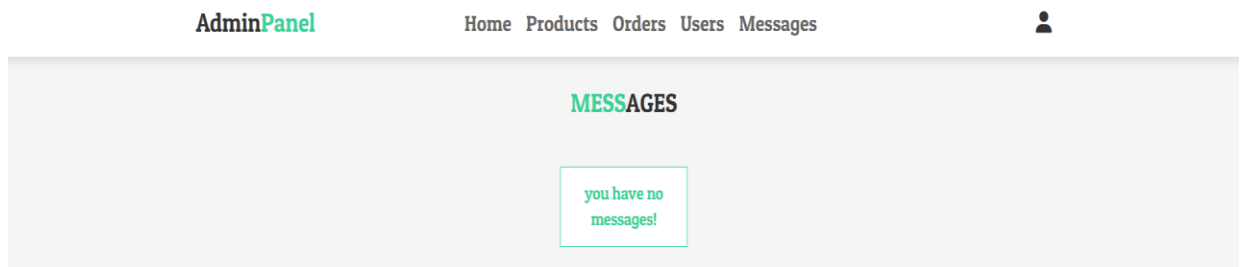 AdminPanel Home Products Orders Users Messages
MESSAGES
you have no
messages!